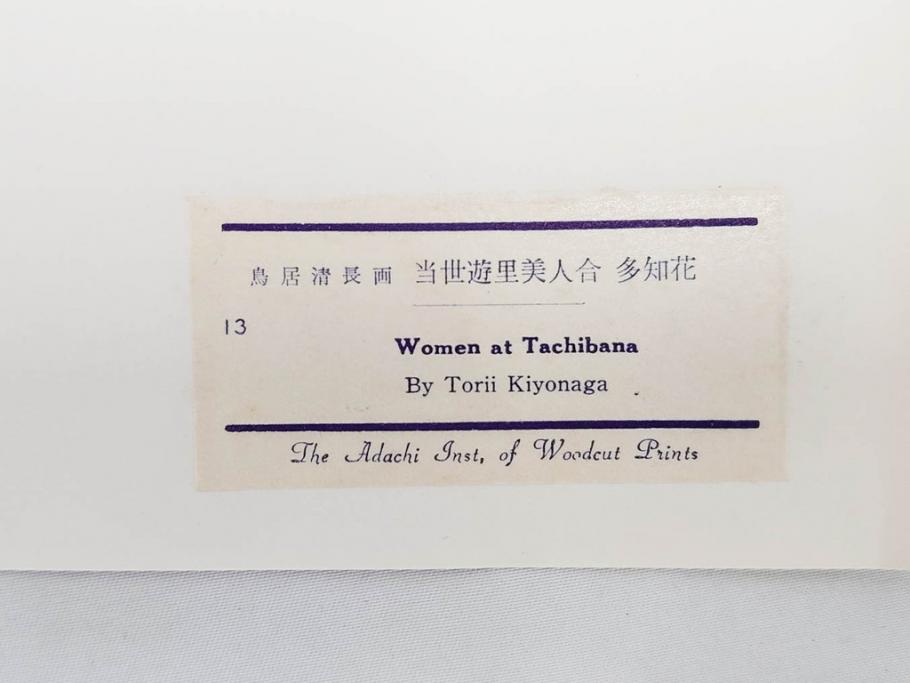 鳥居清長画 当世遊里美人合 多知花
13
Women at Tachibana
By Torii Kiyonaga
The Adachi Inst, of Woodcut Prints